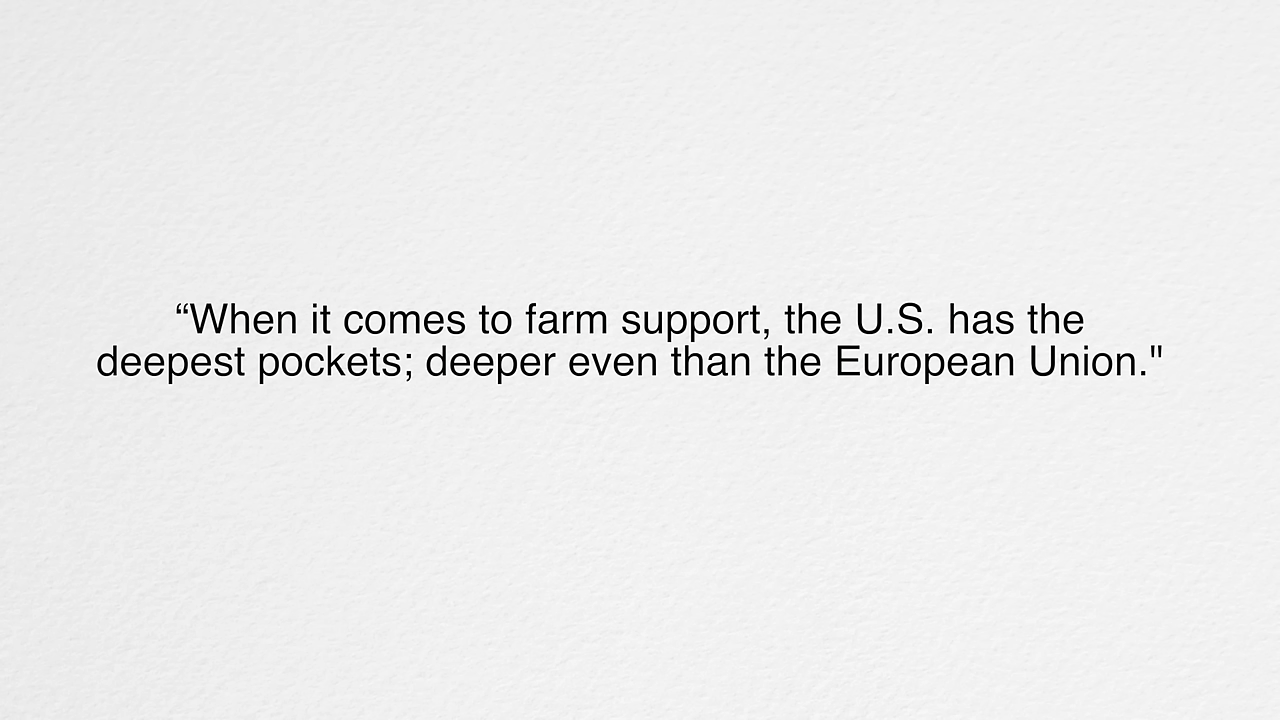 “When it comes to farm support, the U.S. has the
deepest pockets; deeper even than the European Union."